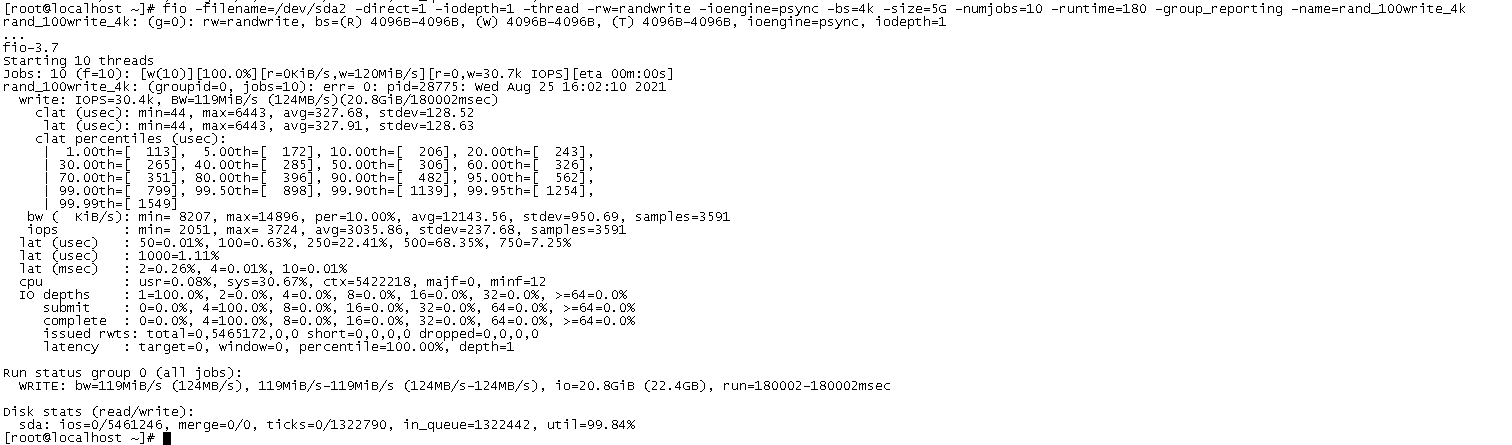 [root@localhost ~]# fio -filename=/dev/sda2 -direct=1 -iodepth=1 -thread -rw=randwrite -ioengine=psync -bs=4k -size=5G -numjobs=10 -runtime=180 -group_reporting -name=rand_100write_4k
rand_100write_4k: (g=0): rw=randwrite, bs=(R) 4096B-4096B, (W) 4096B-4096B, (T) 4096B-4096B, ioengine=psync, iodepth=1
...
fio-3.7
Starting 10 threads
Jobs: 10 (f=10): [w(10)][100.0%][r=0KiB/s,w=120MiB/s][r=0,w=30.7k IOPS][eta 00m:00s]
rand_100write_4k: (groupid=0, jobs=10): err= 0: pid=28775: Wed Aug 25 16:02:10 2021
write: IOPS=30.4k, BW=119MiB/s (124MB/s)(20.8GiB/180002msec)
clat (usec): min=44, max=6443, avg=327.68, stdev=128.52
lat (usec): min=44, max=6443, avg=327.91, stdev=128.63
clat percentiles (usec):
| 1.00th=[ 113], 5.00th=[ 172], 10.00th=[ 206], 20.00th=[ 243],
| 30.00th=[ 265], 40.00th=[ 285], 50.00th=[ 306], 60.00th=[ 326],
| 70.00th=[ 351], 80.00th=[ 396], 90.00th=[ 482], 95.00th=[ 562],
| 99.00th=[ 799], 99.50th=[ 898], 99.90th=[ 1139], 99.95th=[ 1254],
| 99.99th=[ 1549]
bw ( KiB/s): min= 8207, max=14896, per=10.00%, avg=12143.56, stdev=950.69, samples=3591
iops : min= 2051, max= 3724, avg=3035.86, stdev=237.68, samples=3591
lat (usec) : 50=0.01%, 100=0.63%, 250=22.41%, 500=68.35%, 750=7.25%
lat (usec) : 1000=1.11%
lat (msec) : 2=0.26%, 4=0.01%, 10=0.01%
cpu : usr=0.08%, sys=30.67%, ctx=5422218, majf=0, minf=12
IO depths : 1=100.0%, 2=0.0%, 4=0.0%, 8=0.0%, 16=0.0%, 32=0.0%, >=64=0.0%
submit : 0=0.0%, 4=100.0%, 8=0.0%, 16=0.0%, 32=0.0%, 64=0.0%, >=64=0.0%
complete : 0=0.0%, 4=100.0%, 8=0.0%, 16=0.0%, 32=0.0%, 64=0.0%, >=64=0.0%
issued rwts: total=0,5465172,0,0 short=0,0,0,0 dropped=0,0,0,0
latency : target=0, window=0, percentile=100.00%, depth=1
Run status group 0 (all jobs):
WRITE: bw=119MiB/s (124MB/s), 119MiB/s-119MiB/s (124MB/s-124MB/s), io=20.8GiB (22.4GB), run=180002-180002msec
Disk stats (read/write):
sda: ios=0/5461246, merge=0/0, ticks=0/1322790, in_queue=1322442, util=99.84%
[root@localhost ~]#